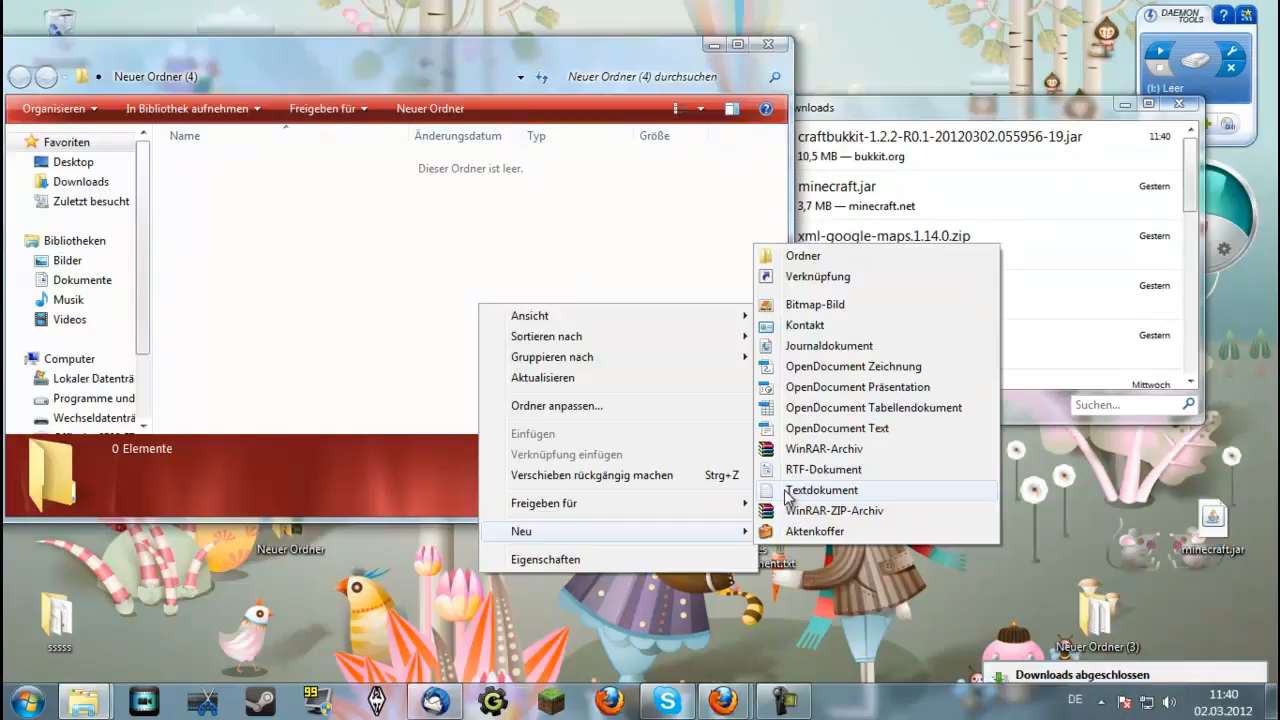 DAEMON
TOOLS
?
(I:) Leer
Neuer Ordner (4)
Neuer Ordner (4) durchsuchen
Organisieren
In Bibliothek aufnehmen
Freigeben für
Neuer Ordner
?
Name
Änderungsdatum
Typ
Größe
Dieser Ordner ist leer.
Favoriten
Desktop
Downloads
Zuletzt besucht
Bibliotheken
Bilder
Dokumente
Musik
Videos
Computer
Lokaler Datenträ
Programme und
Wechseldatenträ
0 Elemente
wnloads
craftbukkit-1.2.2-R0.1-20120302.055956-19.jar
11:40
10,5 MB — bukkit.org
minecraft.jar
Gestern
3,7 MB — minecraft.net
xml-google-maps.1.14.0.zip
Gestern
Gestern
Gestern
Mittwoch
Suchen...
Ansicht
Sortieren nach
Gruppieren nach
Aktualisieren
Ordner anpassen...
Einfügen
Verknüpfung einfügen
Verschieben rückgängig machen Strg+Z
Freigeben für
Neu
Eigenschaften
Ordner
Verknüpfung
Bitmap-Bild
Kontakt
Journaldokument
OpenDocument Zeichnung
OpenDocument Präsentation
OpenDocument Tabellendokument
OpenDocument Text
WinRAR-Archiv
RTF-Dokument
Textdokument
WinRAR-ZIP-Archiv
Aktenkoffer
Neuer Ordner
minecraft.jar
sssss
Neuer Ordner (3)
Downloads abgeschlossen
99
DE
11:40
02.03.2012